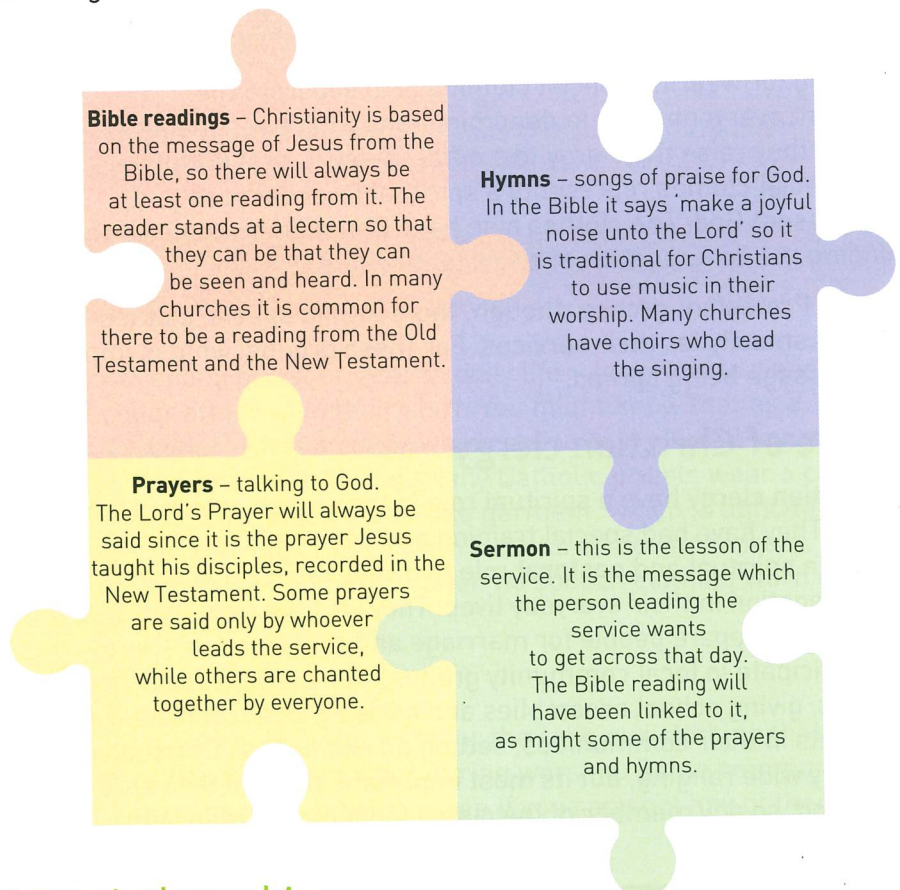 Bible readings – Christianity is based
on the message of Jesus from the
Bible, so there will always be
at least one reading from it. The
reader stands at a lectern so that
they can be that they can
be seen and heard. In many
churches it is common for
there to be a reading from the Old
Testament and the New Testament.
Hymns – songs of praise for God.
In the Bible it says ‘make a joyful
noise unto the Lord’ so it
is traditional for Christians
to use music in their
worship. Many churches
have choirs who lead
the singing.
Prayers – talking to God.
The Lord’s Prayer will always be
said since it is the prayer Jesus
taught his disciples, recorded in the
New Testament. Some prayers
are said only by whoever
leads the service,
while others are chanted
together by everyone.
Sermon – this is the lesson of the
service. It is the message which
the person leading the
service wants
to get across that day.
The Bible reading will
have been linked to it,
as might some of the prayers
and hymns.